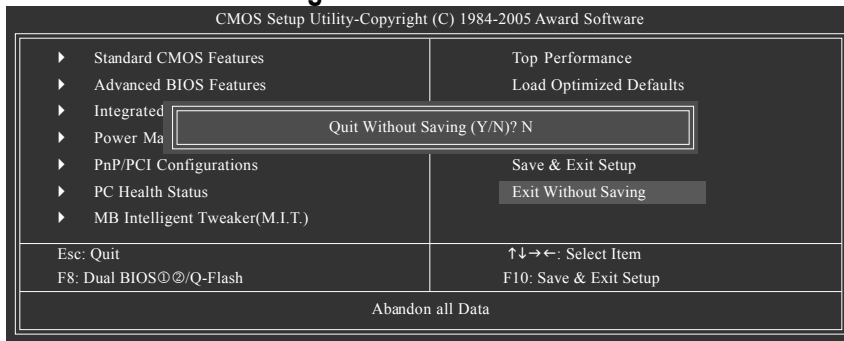 CMOS Setup Utility-Copyright (C) 1984-2005 Award Software
Standard CMOS Features
Advanced BIOS Features
Integrated
Power Ma
PnP/PCI Configurations
PC Health Status
MB Intelligent Tweaker(M.I.T.)
Top Performance
Load Optimized Defaults
Quit Without Saving (Y/N)? N
Save & Exit Setup
Exit Without Saving
Esc: Quit
↑↓→←: Select Item
F8: Dual BIOS①②/Q-Flash
F10: Save & Exit Setup
Abandon all Data